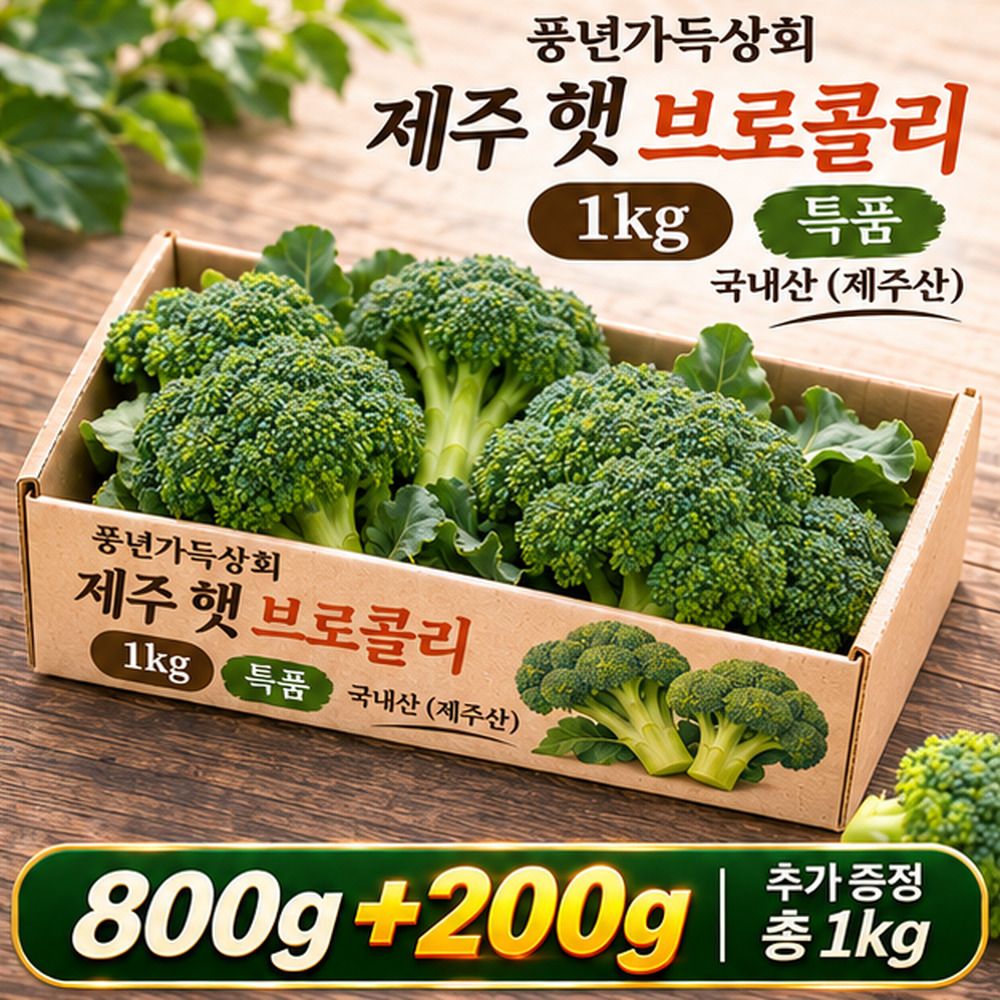 풍년가득상회
제주 햇 브로콜리
1kg 특품
국내산 (제주산)
풍년가득상회
제주 햇 브로콜리
1kg 특품 국내산 (제주산)
800g+200g
추가 증정
총 1kg